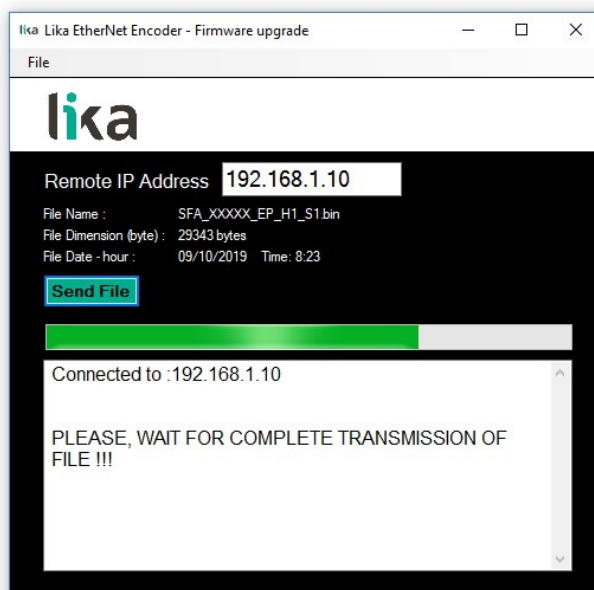 lika Lika EtherNet Encoder - Firmware upgrade
File
lika
Remote IP Address 192.168.1.10
File Name : SFA_XXXXX_EP_H1_S1.bin
File Dimension (byte) : 29343 bytes
File Date - hour : 09/10/2019 Time: 8:23
Send File
Connected to :192.168.1.10
PLEASE, WAIT FOR COMPLETE TRANSMISSION OF
FILE !!!